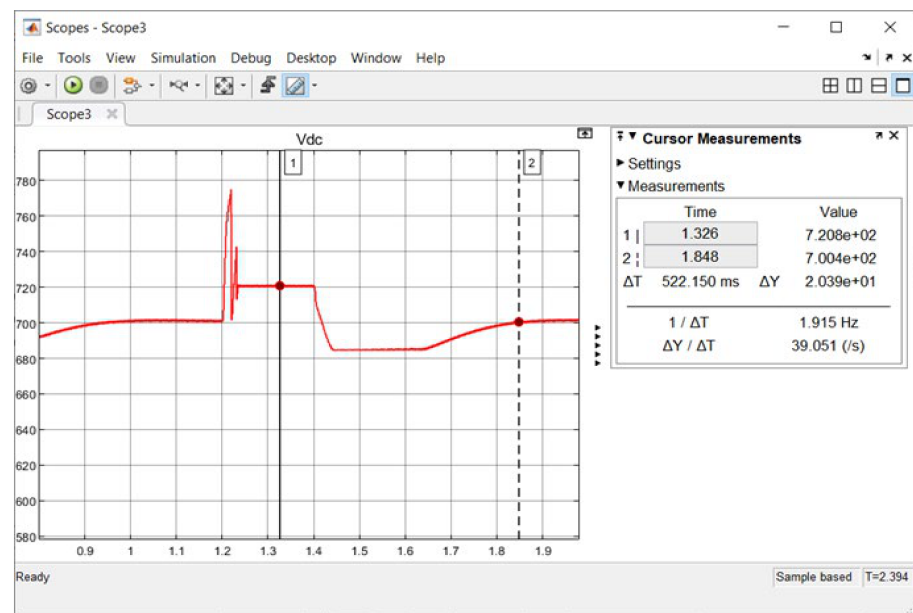 Scopes - Scope3
File Tools View Simulation Debug Desktop Window Help
Scope3
Vdc
1
2
780
760
740
720
700
680
660
640
620
600
580
0.9 1 1.1 1.2 1.3 1.4 1.5 1.6 1.7 1.8 1.9
Cursor Measurements
Settings
Measurements
Time Value
1 | 1.326 7.208e+02
2 ¦ 1.848 7.004e+02
ΔT 522.150 ms ΔY 2.039e+01
1 / ΔT 1.915 Hz
ΔY / ΔT 39.051 (/s)
Ready Sample based T=2.394